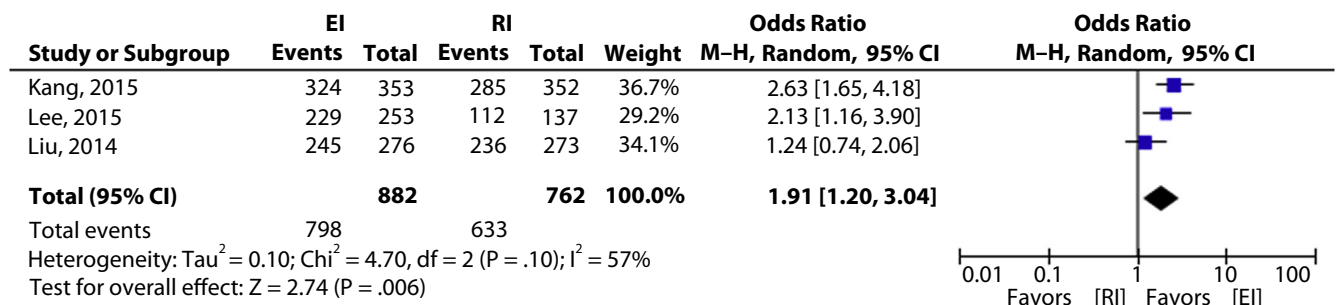 EI RI Odds Ratio Odds Ratio
Study or Subgroup Events Total Events Total Weight M–H, Random, 95% CI M–H, Random, 95% CI
Kang, 2015 324 353 285 352 36.7% 2.63 [1.65, 4.18]
Lee, 2015 229 253 112 137 29.2% 2.13 [1.16, 3.90]
Liu, 2014 245 276 236 273 34.1% 1.24 [0.74, 2.06]
Total (95% CI) 882 762 100.0% 1.91 [1.20, 3.04]
Total events 798 633
Heterogeneity: Tau² = 0.10; Chi² = 4.70, df = 2 (P = .10); I² = 57%
Test for overall effect: Z = 2.74 (P = .006)
0.01 0.1 1 10 100
Favors [RI] Favors [EI]